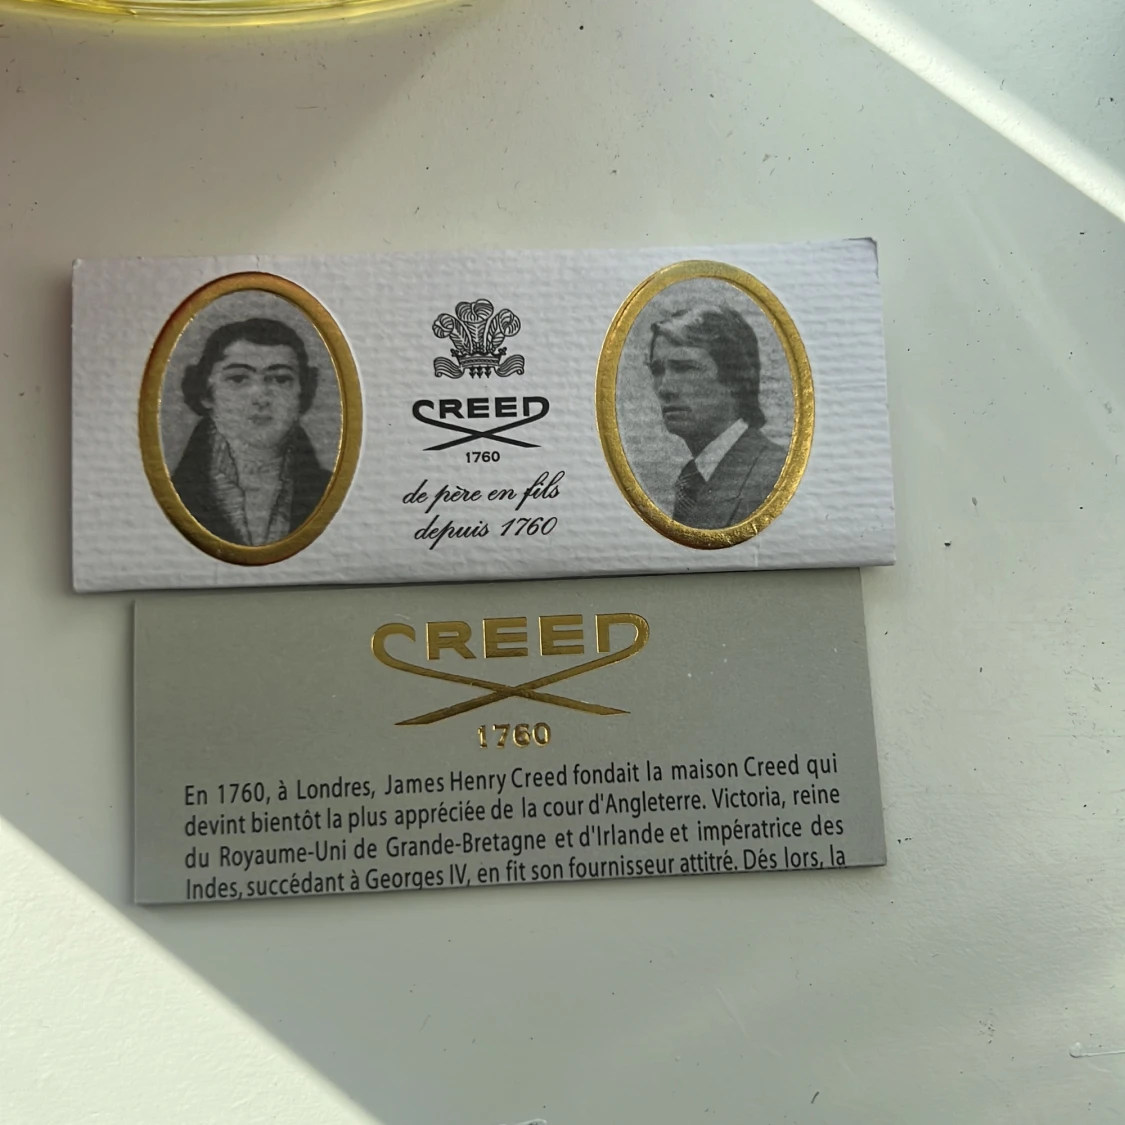 CREED
1760
de père en fils
depuis 1760
CREED
1760
En 1760, à Londres, James Henry Creed fondait la maison Creed qui
devint bientôt la plus appréciée de la cour d'Angleterre. Victoria, reine
du Royaume-Uni de Grande-Bretagne et d'Irlande et impératrice des
Indes, succédant à Georges IV, en fit son fournisseur attitré. Dés lors, la